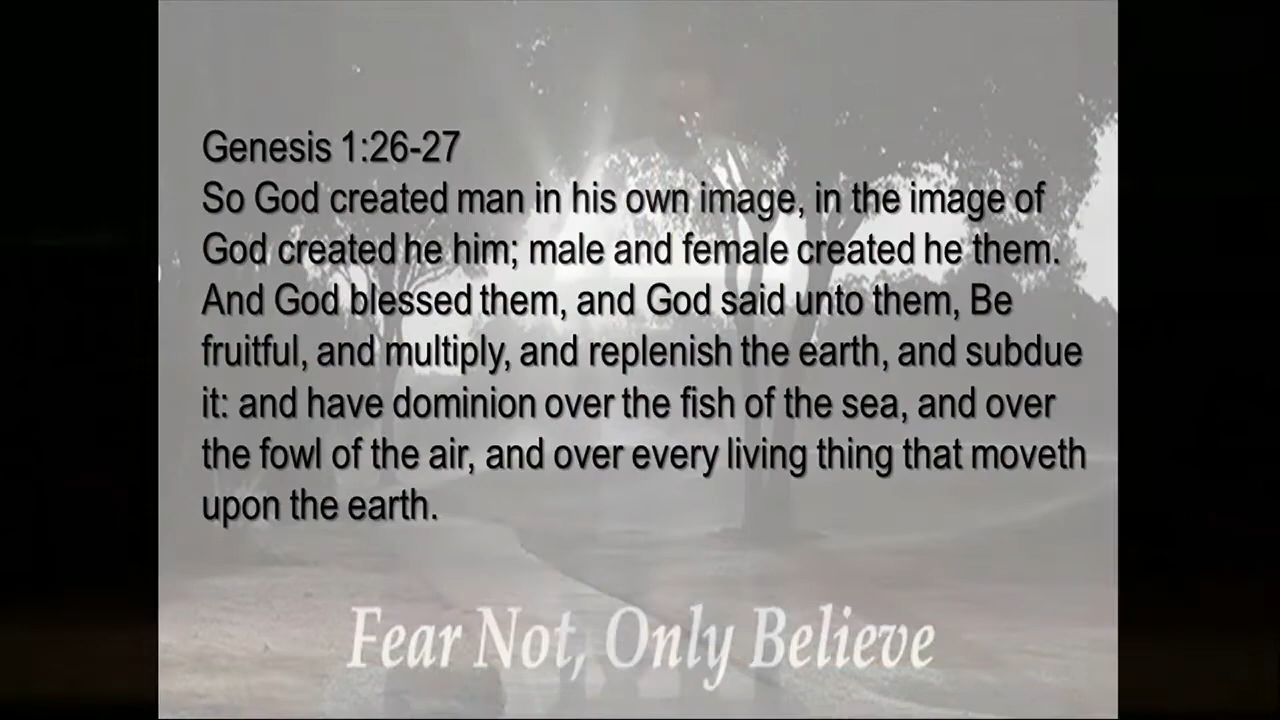 Genesis 1:26-27
So God created man in his own image, in the image of
God created he him; male and female created he them.
And God blessed them, and God said unto them, Be
fruitful, and multiply, and replenish the earth, and subdue
it: and have dominion over the fish of the sea, and over
the fowl of the air, and over every living thing that moveth
upon the earth.
Fear Not, Only Believe